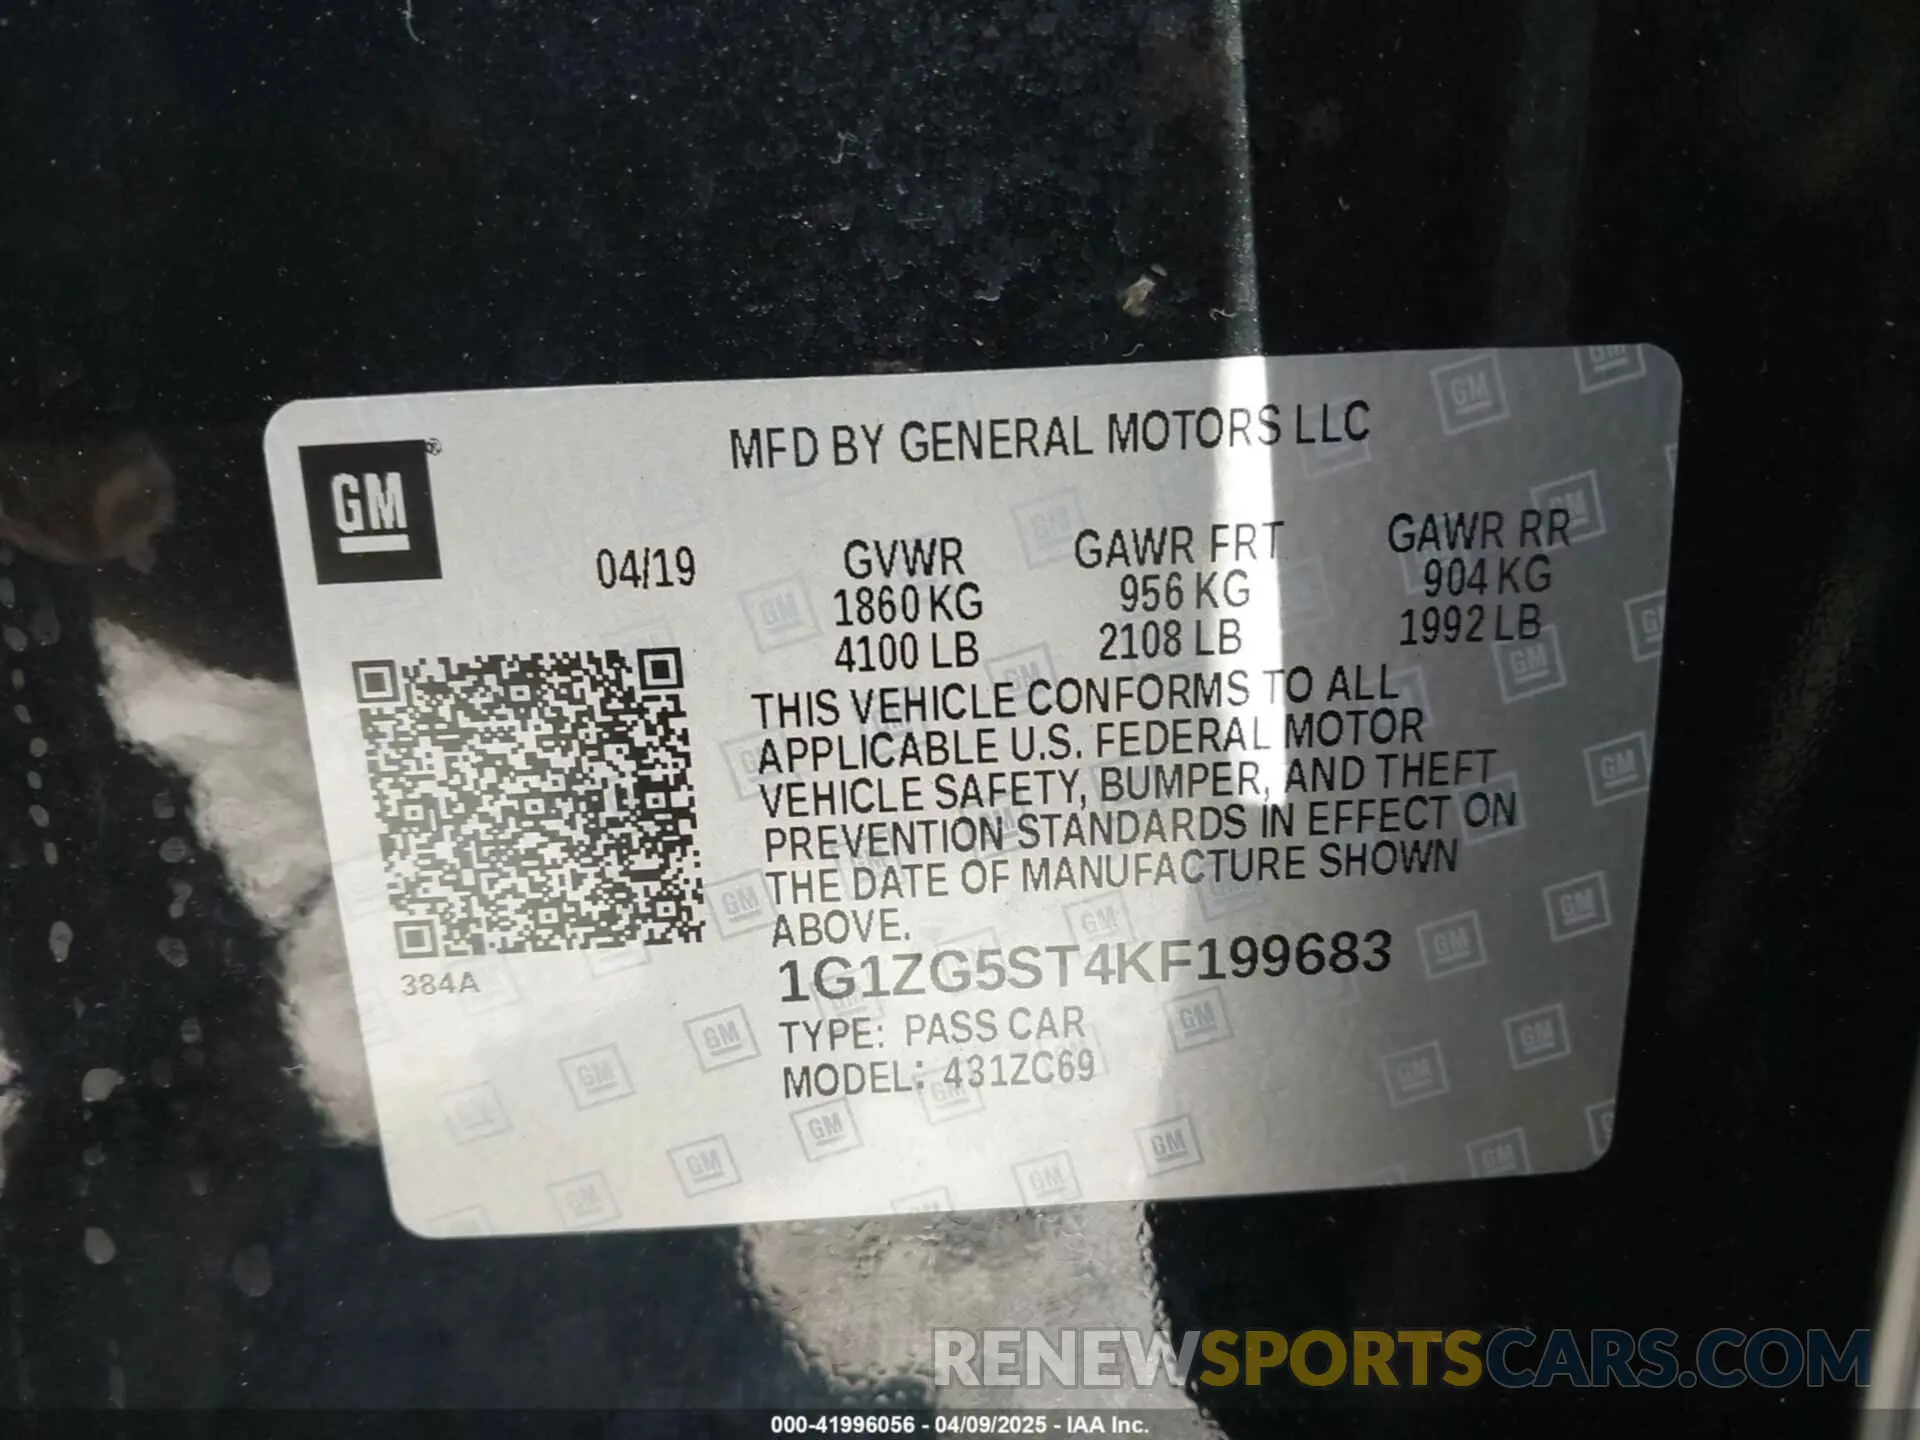 MFD BY GENERAL MOTORS LLC
GM®
04/19
GVWR GAWR FRT GAWR RR
1860 KG 956 KG 904 KG
4100 LB 2108 LB 1992 LB
THIS VEHICLE CONFORMS TO ALL
APPLICABLE U.S. FEDERAL MOTOR
VEHICLE SAFETY, BUMPER, AND THEFT
PREVENTION STANDARDS IN EFFECT ON
THE DATE OF MANUFACTURE SHOWN
ABOVE.
384A
1G1ZG5ST4KF199683
TYPE: PASS CAR
MODEL: 431ZC69
RENEWSPORTSCARS.COM
000-41996056 - 04/09/2025 - IAA Inc.